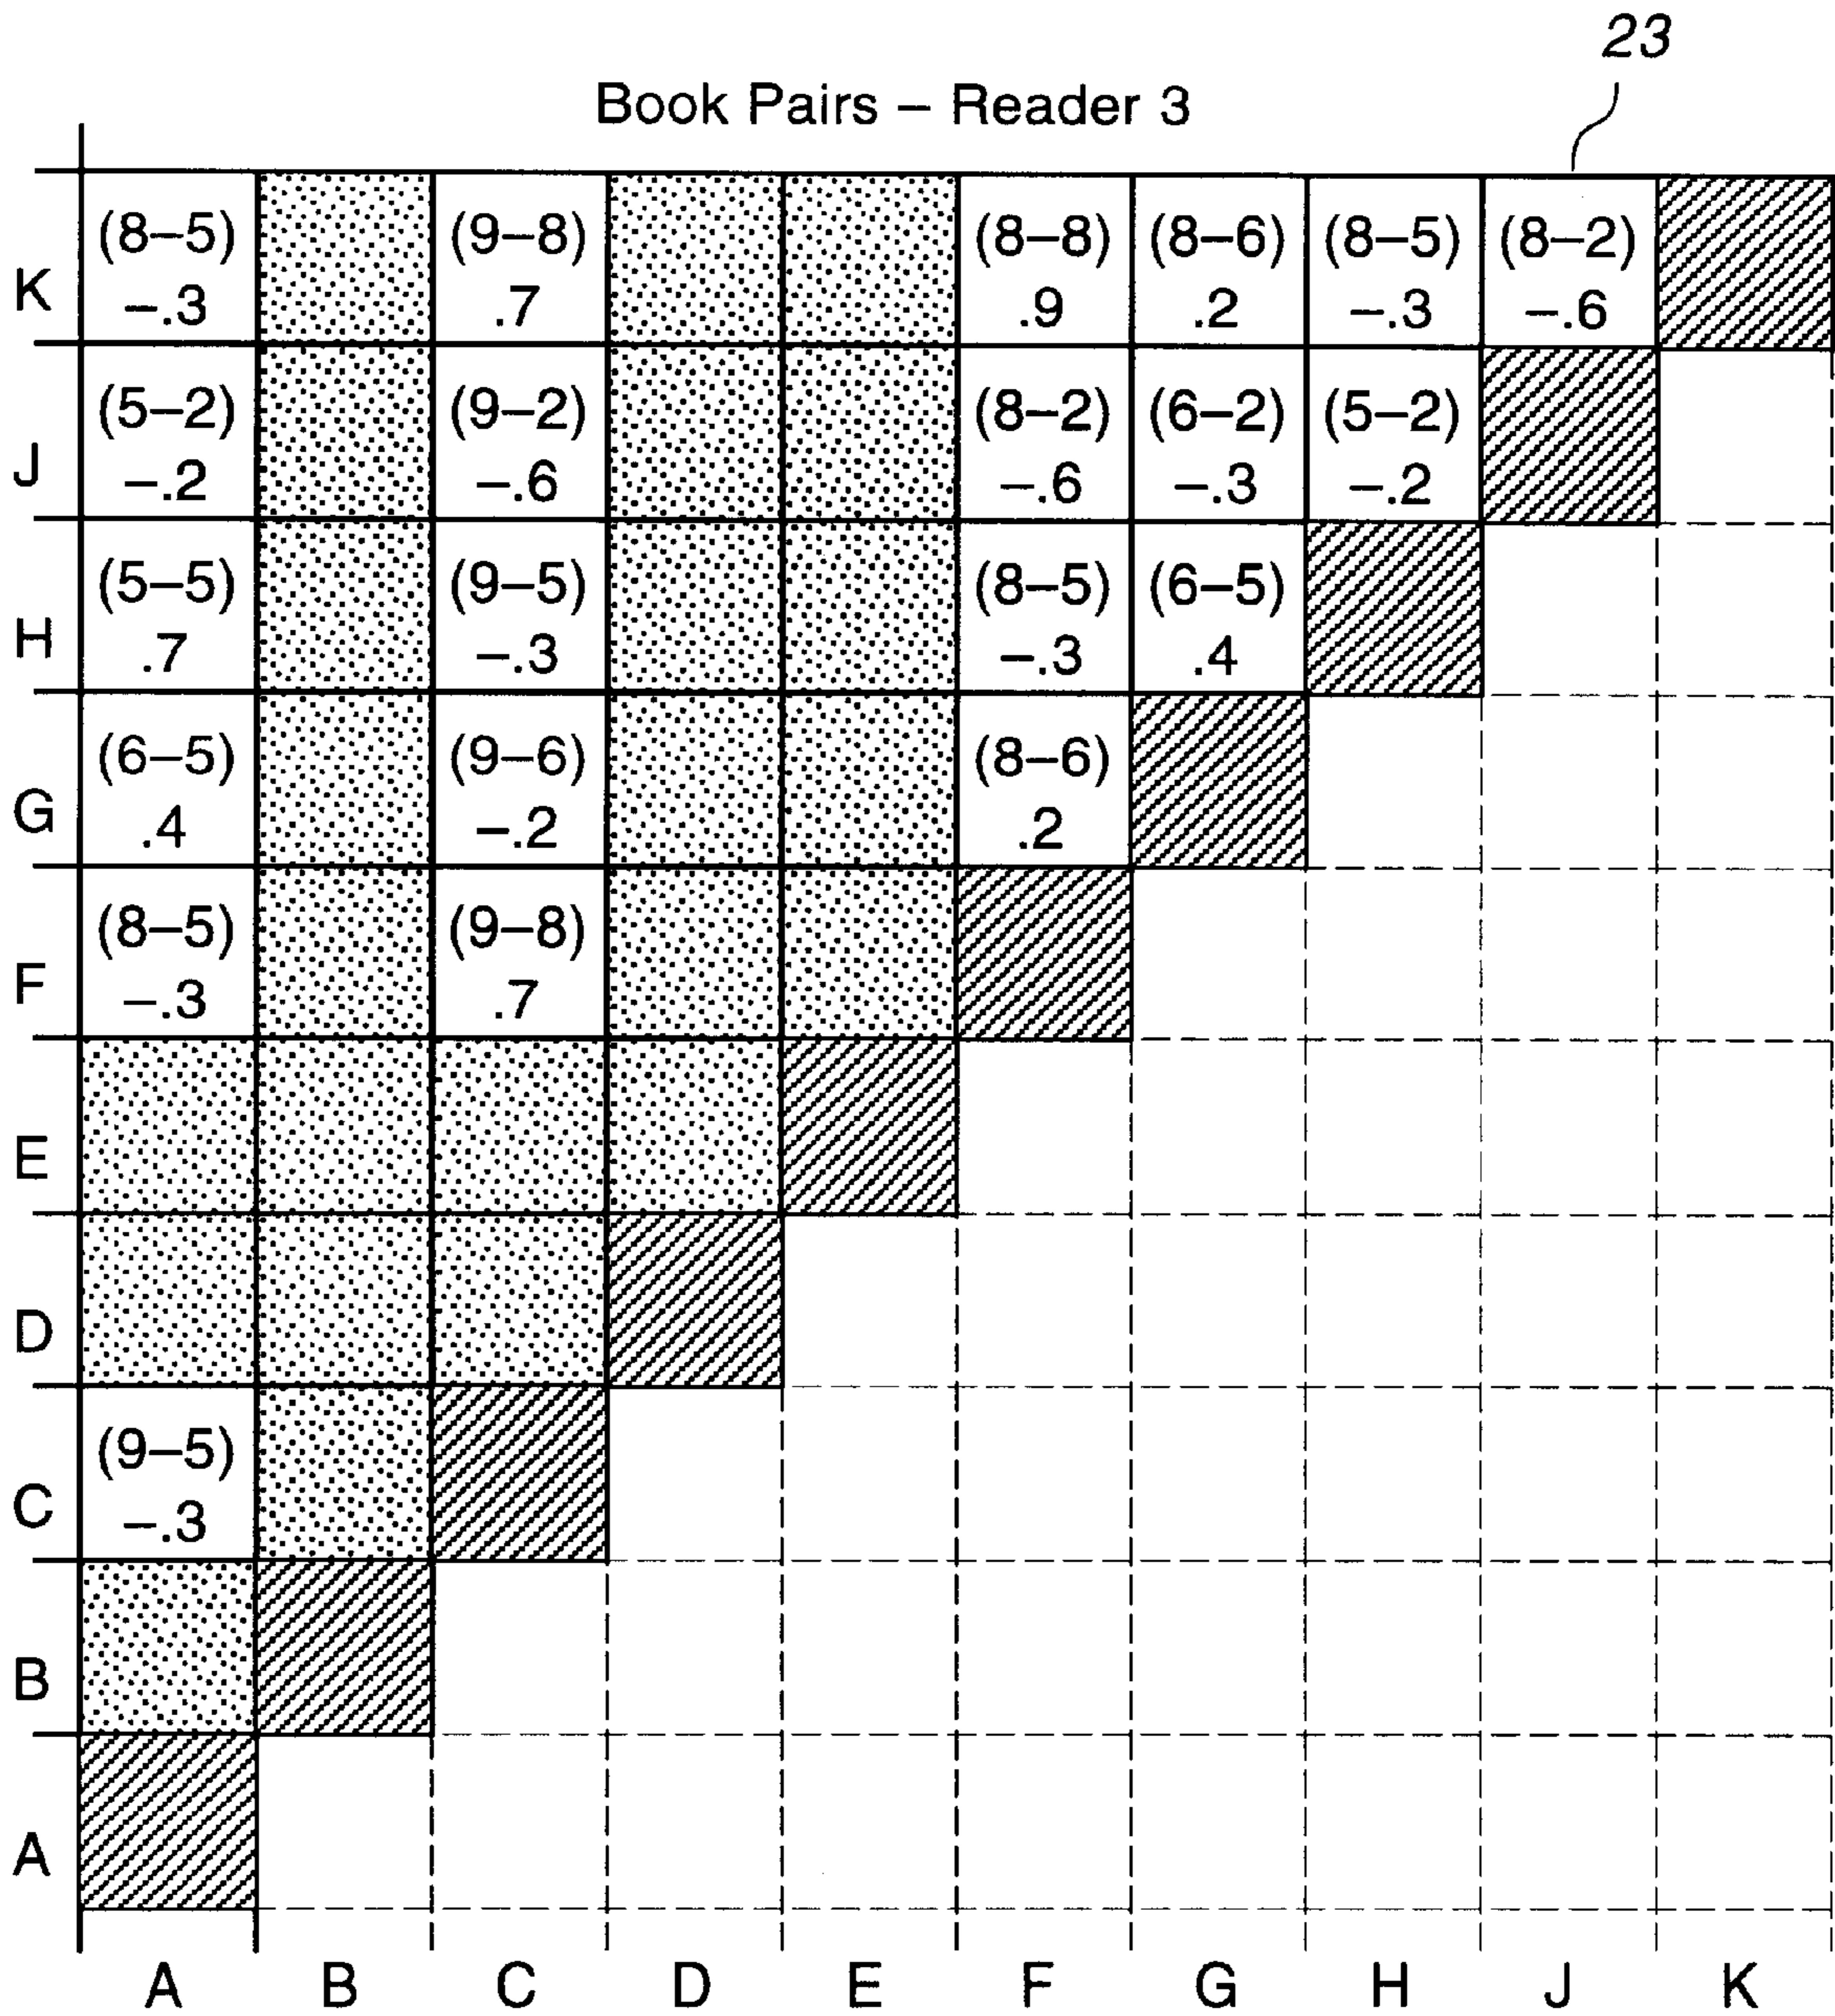 23
Book Pairs – Reader 3
K (8–5) –.3 (9–8) .7 (8–8) .9 (8–6) .2 (8–5) –.3 (8–2) –.6
J (5–2) –.2 (9–2) –.6 (8–2) –.6 (6–2) –.3 (5–2) –.2
H (5–5) .7 (9–5) –.3 (8–5) –.3 (6–5) .4
G (6–5) .4 (9–6) –.2 (8–6) .2
F (8–5) –.3 (9–8) .7
E
D
C (9–5) –.3
B
A
A B C D E F G H J K